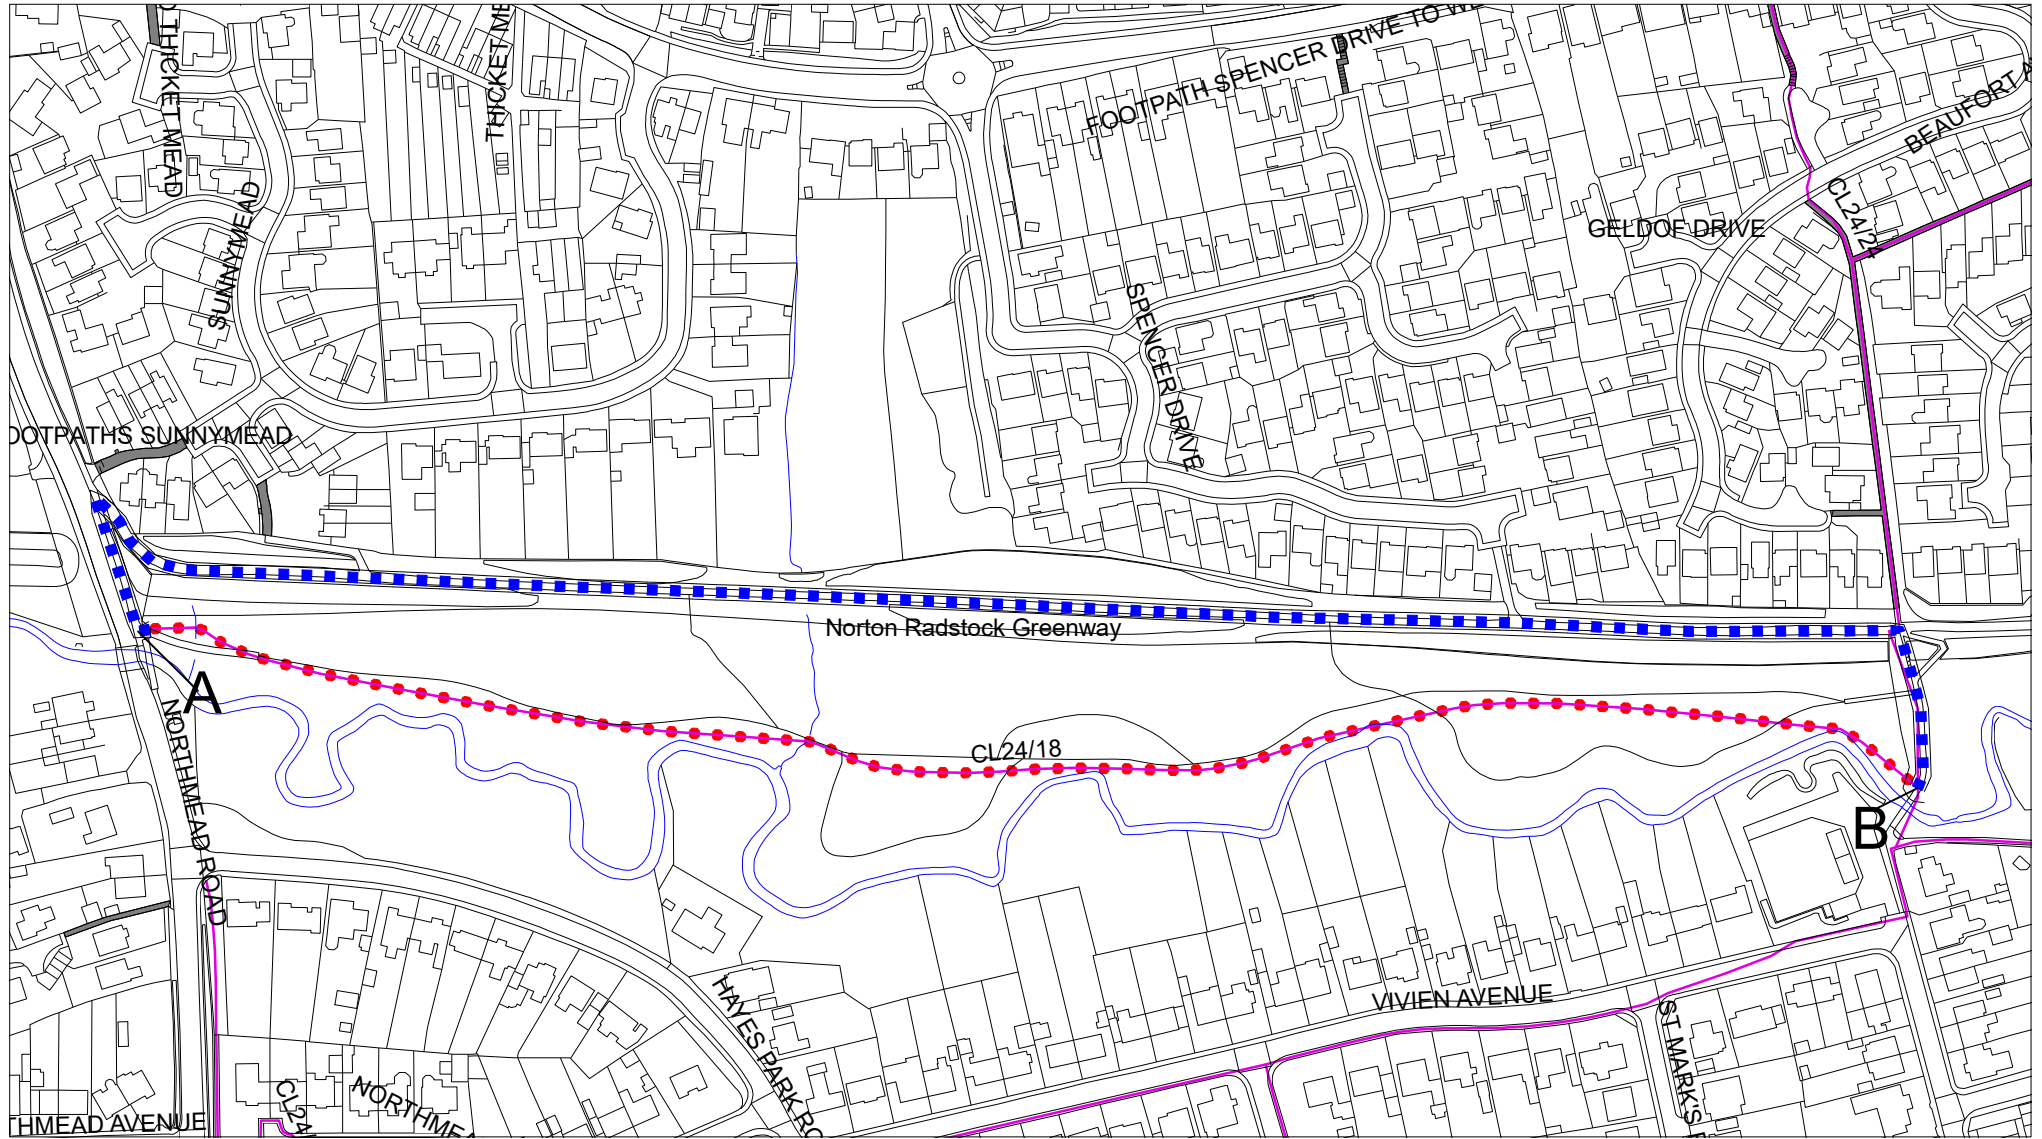 THICKET MEAD
THICKET ME
FOOTPATH SPENCER DRIVE TO WE
BEAUFORT A
CL24/24
GELDOF DRIVE
SUNNYMEAD
SPENCER DRIVE
OOTPATHS SUNNYMEAD
Norton Radstock Greenway
A
CL24/18
NORTHMEAD ROAD
B
HAYES PARK RO
VIVIEN AVENUE
ST MARK'S
CL24/
NORTHME
THMEAD AVENUE